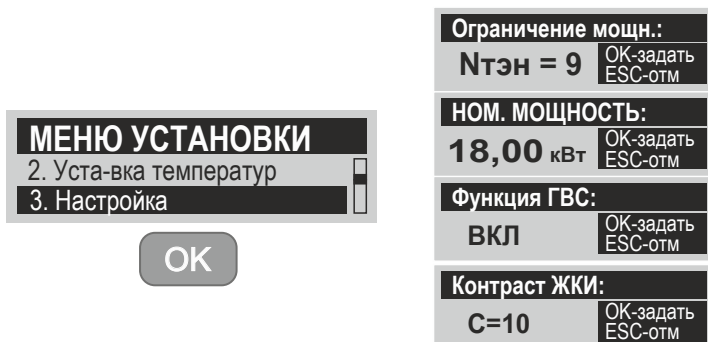 МЕНЮ УСТАНОВКИ
2. Уста-вка температур
3. Настройка
OK
Ограничение мощн.:
Nтэн = 9
OK-задать
ESC-отм
НОМ. МОЩНОСТЬ:
18,00 кВт
OK-задать
ESC-отм
Функция ГВС:
ВКЛ
OK-задать
ESC-отм
Контраст ЖКИ:
C=10
OK-задать
ESC-отм